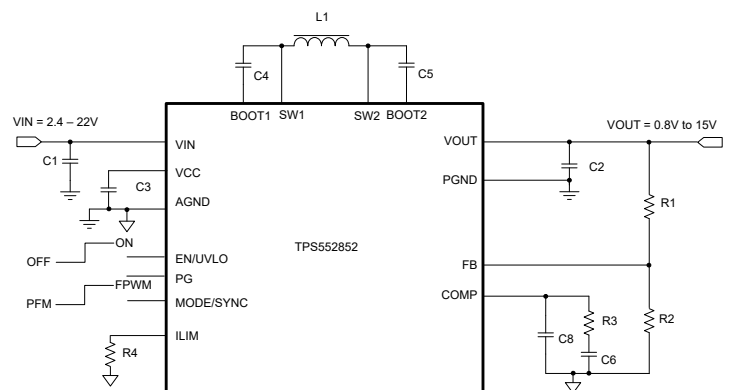 L1
C4
C5
BOOT1 SW1
SW2 BOOT2
VIN = 2.4 – 22V
VOUT = 0.8V to 15V
VIN
VOUT
C1
C2
VCC
PGND
C3
AGND
R1
ON
TPS552852
OFF
EN/UVLO
FB
PG
FPWM
COMP
PFM
MODE/SYNC
R3
R2
ILIM
C8
R4
C6